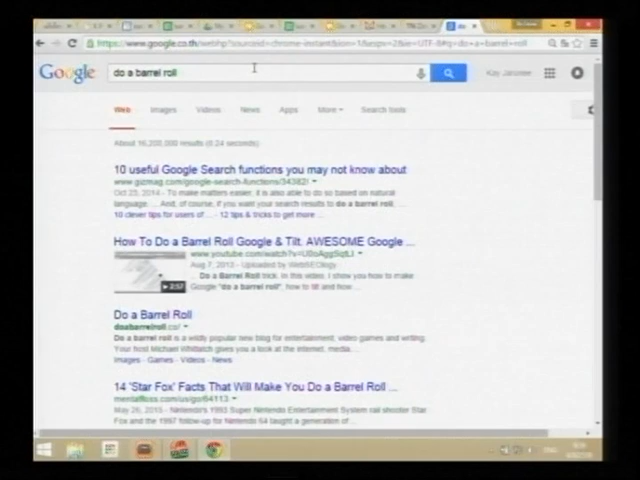 https://www.google.co.th/webhp?sourceid=chrome-instant&ion=1&espv=2&ie=UTF-8#q=do+a+barrel+roll
Google
do a barrel roll
Web Images Videos News Apps More Search tools
About 16,200,000 results (0.24 seconds)
10 useful Google Search functions you may not know about
www.gizmag.com/google-search-functions/34382/
Oct 23, 2014 - To make matters easier, it is also able to do so based on natural
language. ... And, of course, if you want your search results to do a barrel roll, ...
10 clever tips for users of ... - 12 tips & tricks to get more ...
How To Do a Barrel Roll Google & Tilt. AWESOME Google ...
www.youtube.com/watch?v=
Aug 7, 2012 - Uploaded by WebSEOlogy
... Do a Barrel Roll trick. In this video, I show you how to make
Google "do a barrel roll", how to tilt and how ...
2:57
Do a Barrel Roll
doabarrelroll.co/
Do a barrel roll is a wildly popular new blog for entertainment, video games and writing.
Your host Michael Whitlatch gives you a look at the internet, media, ...
Images - Games - Videos - News
14 'Star Fox' Facts That Will Make You Do a Barrel Roll ...
mentalfloss.com/us/go/64113
May 26, 2015 - Nintendo's 1993 Super Nintendo Entertainment System rail shooter Star
Fox and the 1997 follow-up for Nintendo 64 taught a generation of ...